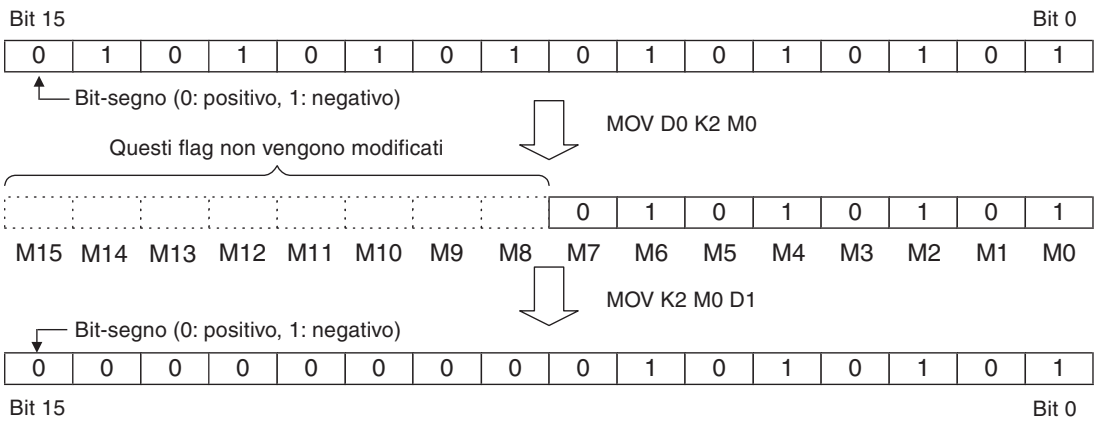 Bit 15 Bit 0
0 1 0 1 0 1 0 1 0 1 0 1 0 1 0 1
Bit-segno (0: positivo, 1: negativo)
MOV D0 K2 M0
Questi flag non vengono modificati
0 1 0 1 0 1 0 1
M15 M14 M13 M12 M11 M10 M9 M8 M7 M6 M5 M4 M3 M2 M1 M0
MOV K2 M0 D1
Bit-segno (0: positivo, 1: negativo)
0 0 0 0 0 0 0 0 0 1 0 1 0 1 0 1
Bit 15 Bit 0